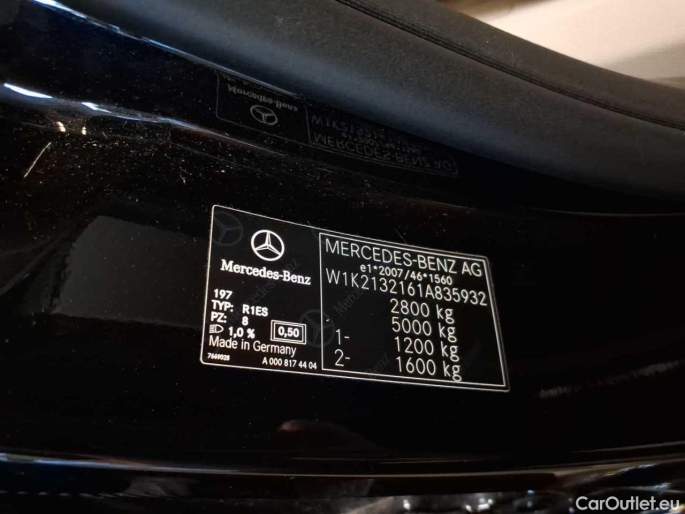 Mercedes-Benz
197
TYP: R1ES
PZ: 8
1,0 % 0,50
Made in Germany
7669028 A 000 817 44 04
MERCEDES-BENZ AG
e1*2007/46*1560
W1K2132161A835932
2800 kg
5000 kg
1- 1200 kg
2- 1600 kg
CarOutlet.eu